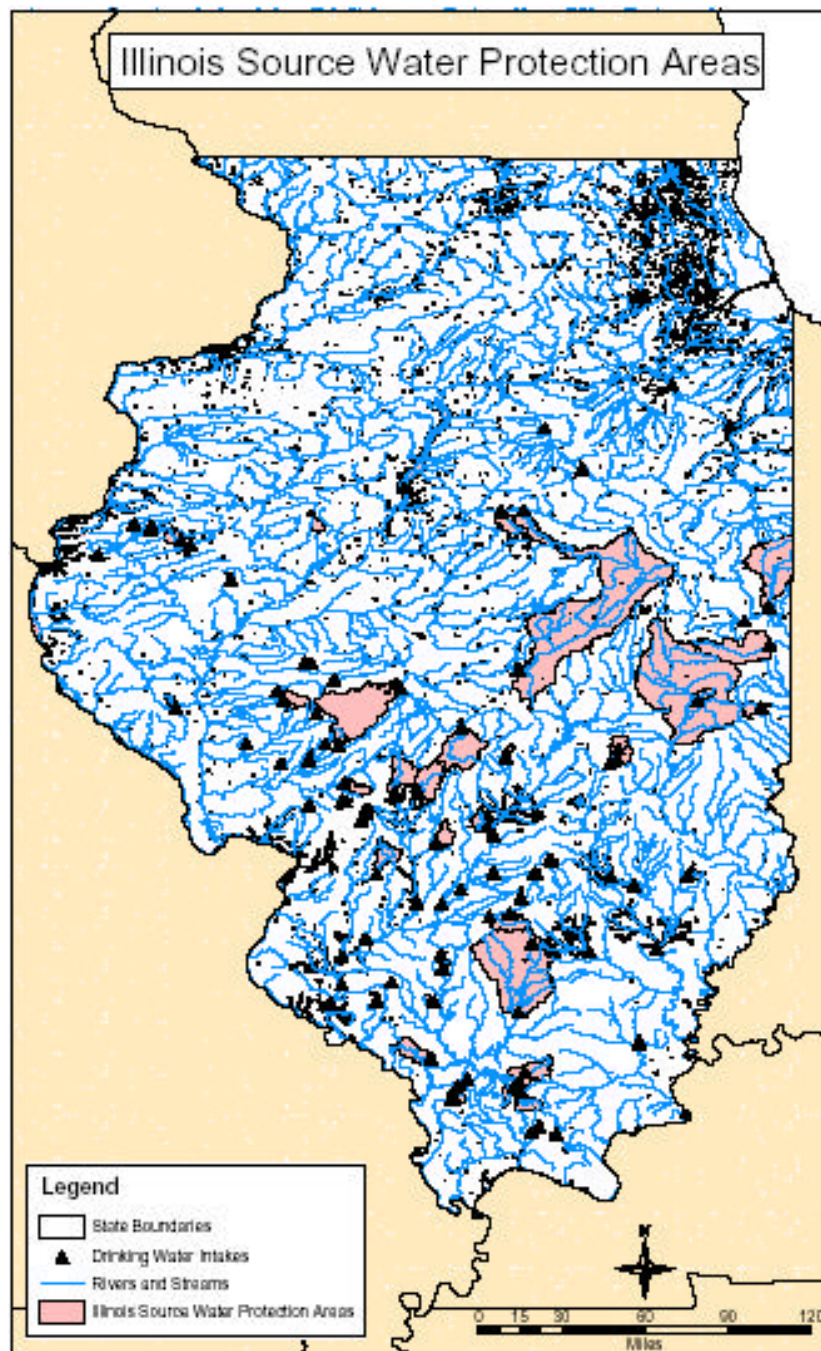 Illinois Source Water Protection Areas
Legend
State Boundaries
Drinking Water Intakes
Rivers and Streams
Illinois Source Water Protection Areas
N
0 15 30 60 90 120
Miles